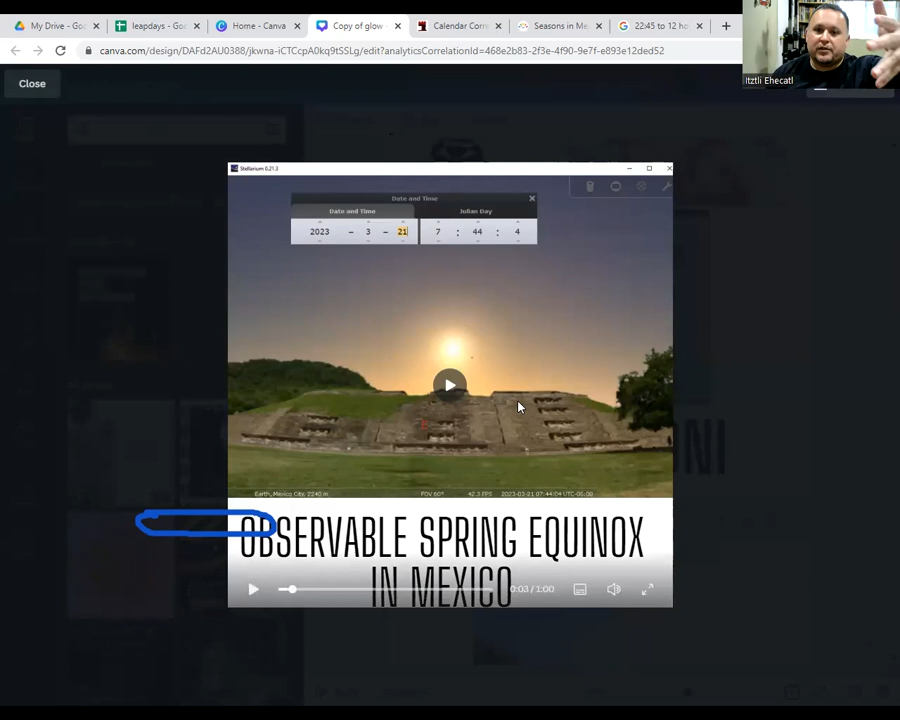 My Drive - Goo
leapdays - Goo
Home - Canva
Copy of glow -
Calendar Corre
Seasons in Me
22:45 to 12 ho
canva.com/design/DAFd2AU0388/jkwna-iCTCcpA0kq9tSSLg/edit?analyticsCorrelationId=468e2b83-2f3e-4f90-9e7f-e893e12ded52
Itztli Ehecatl
Close
Stellarium 0.21.3
Date and Time
Date and Time
Julian Day
2023 – 3 – 21
7 : 44 : 4
Earth, Mexico City, 2240 m
FOV 60°
42.3 FPS
2023-03-21 07:44:04 UTC-06:00
OBSERVABLE SPRING EQUINOX
IN MEXICO
0:03 / 1:00